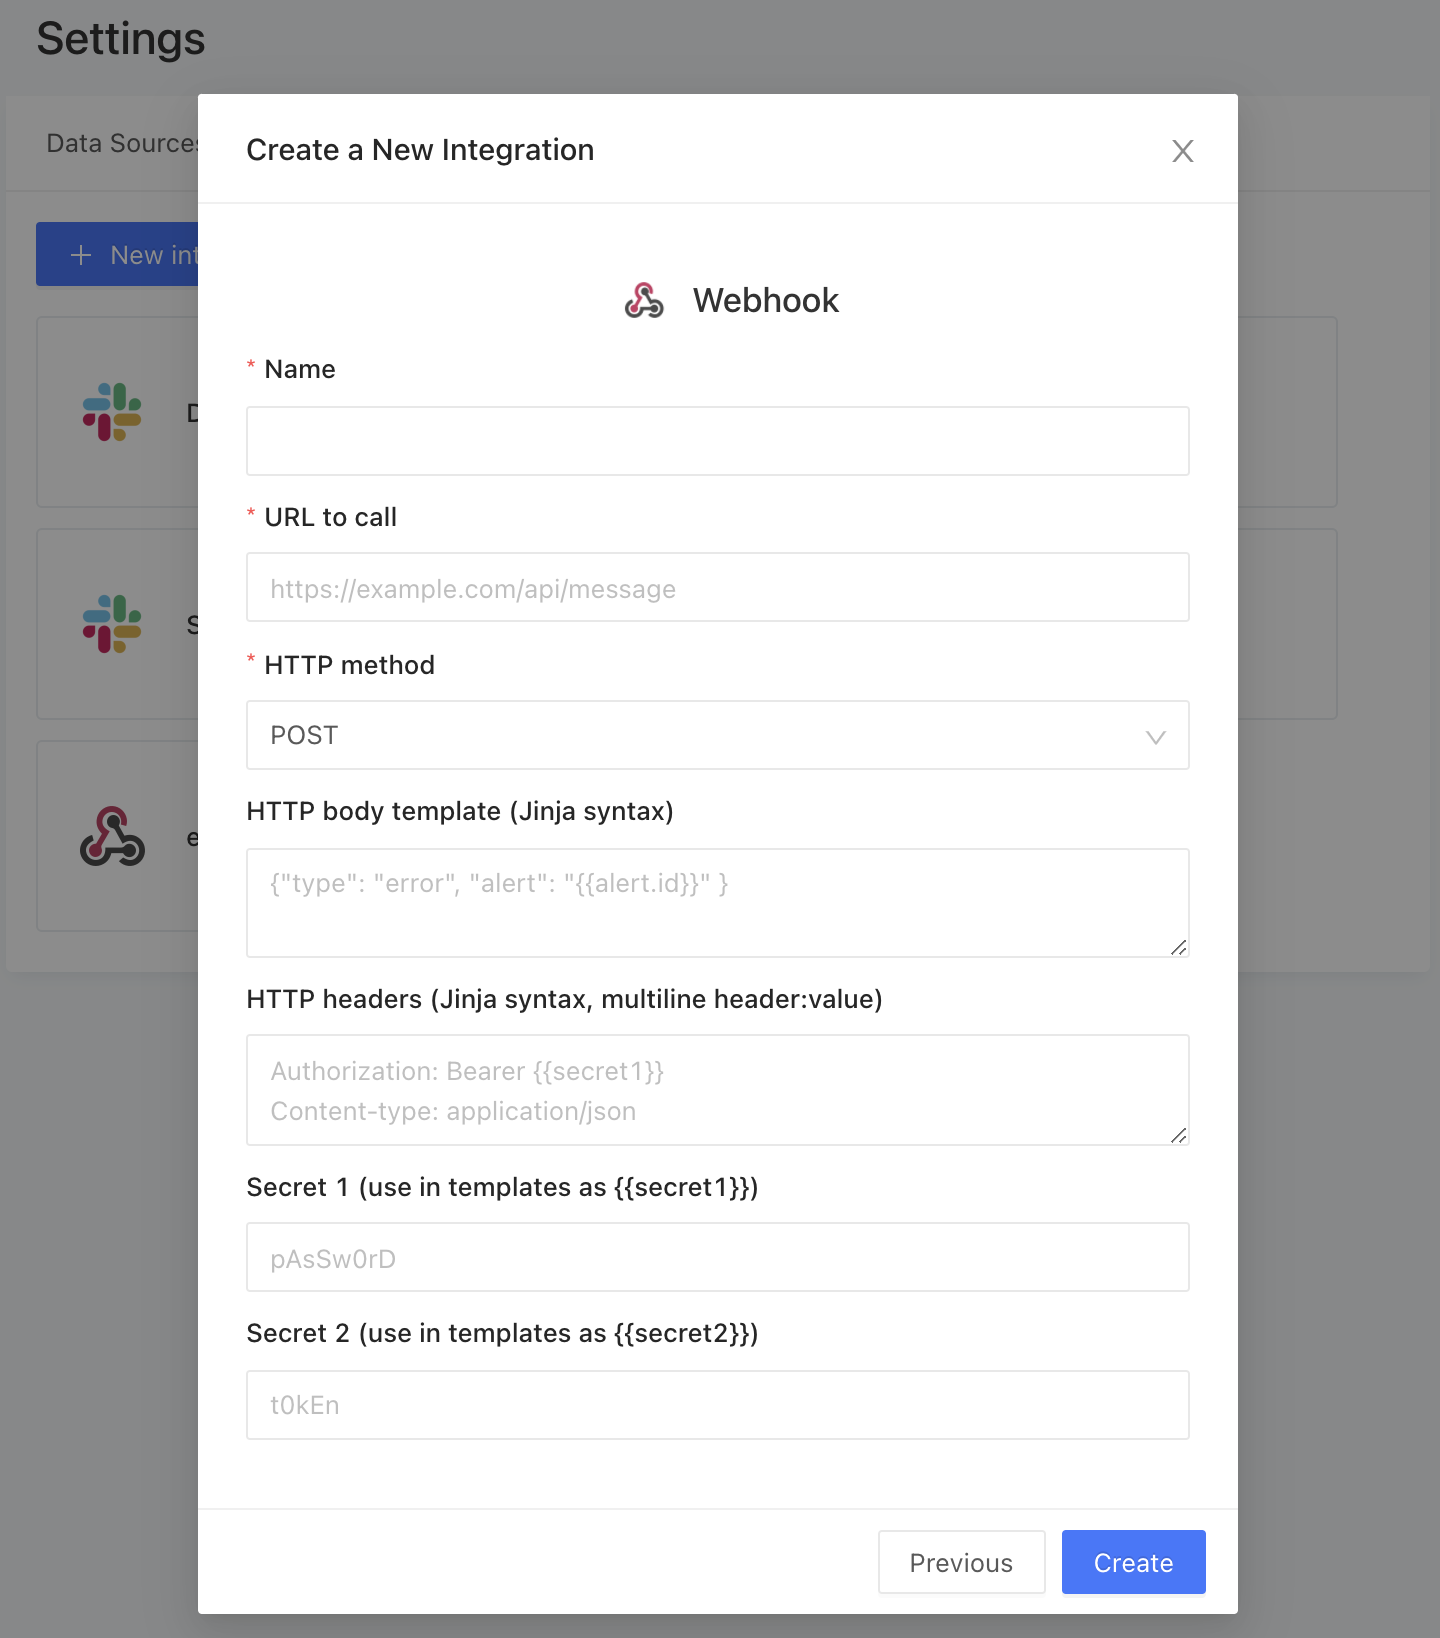 Settings
Data Sources
Create a New Integration
New int
Webhook
* Name
* URL to call
https://example.com/api/message
* HTTP method
POST
HTTP body template (Jinja syntax)
{"type": "error", "alert": "{{alert.id}}" }
HTTP headers (Jinja syntax, multiline header:value)
Authorization: Bearer {{secret1}}
Content-type: application/json
Secret 1 (use in templates as {{secret1}})
pAsSw0rD
Secret 2 (use in templates as {{secret2}})
t0kEn
Previous
Create